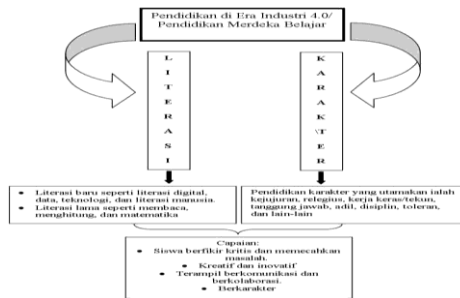 Pendidikan di Era Industri 4.0/
Pendidikan Merdeka Belajar
L
I
T
E
R
A
S
I
K
A
R
A
K
\T
E
R
Literasi baru seperti literasi digital,
data, teknologi, dan literasi manusia.
Literasi lama seperti membaca,
menghitung, dan matematika
Pendidikan karakter yang utamakan ialah
kejujuran, relegius, kerja keras/tekun,
tanggung jawab, adil, disiplin, toleran,
dan lain-lain
Capaian:
Siswa berfikir kritis dan memecahkan
masalah.
Kreatif dan inovatif
Terampil berkomunikasi dan
berkolaborasi.
Berkarakter